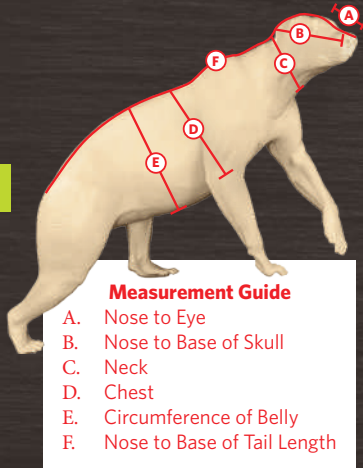 A
B
C
F
D
E
Measurement Guide
A. Nose to Eye
B. Nose to Base of Skull
C. Neck
D. Chest
E. Circumference of Belly
F. Nose to Base of Tail Length